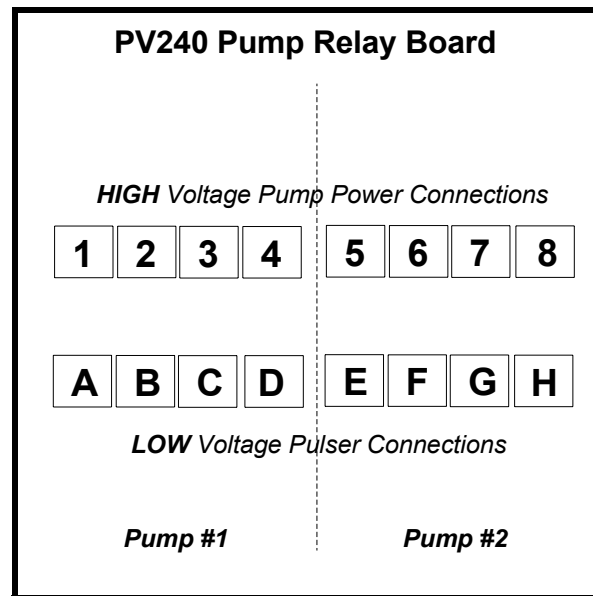 PV240 Pump Relay Board
HIGH Voltage Pump Power Connections
1 2 3 4 5 6 7 8
A B C D E F G H
LOW Voltage Pulser Connections
Pump #1 Pump #2